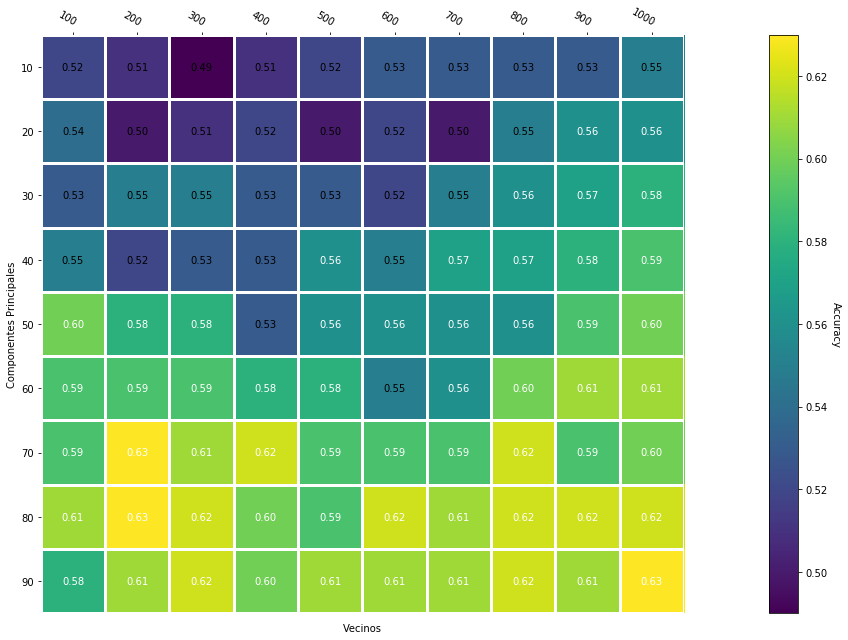 100 200 300 400 500 600 700 800 900 1000
10 0.52 0.51 0.49 0.51 0.52 0.53 0.53 0.53 0.53 0.55
20 0.54 0.50 0.51 0.52 0.50 0.52 0.50 0.55 0.56 0.56
30 0.53 0.55 0.55 0.53 0.53 0.52 0.55 0.56 0.57 0.58
40 0.55 0.52 0.53 0.53 0.56 0.55 0.57 0.57 0.58 0.59
50 0.60 0.58 0.58 0.53 0.56 0.56 0.56 0.56 0.59 0.60
60 0.59 0.59 0.59 0.58 0.58 0.55 0.56 0.60 0.61 0.61
70 0.59 0.63 0.61 0.62 0.59 0.59 0.59 0.62 0.59 0.60
80 0.61 0.63 0.62 0.60 0.59 0.62 0.61 0.62 0.62 0.62
90 0.58 0.61 0.62 0.60 0.61 0.61 0.61 0.62 0.61 0.63
Componentes Principales
Vecinos
0.62
0.60
0.58
0.56
0.54
0.52
0.50
Accuracy